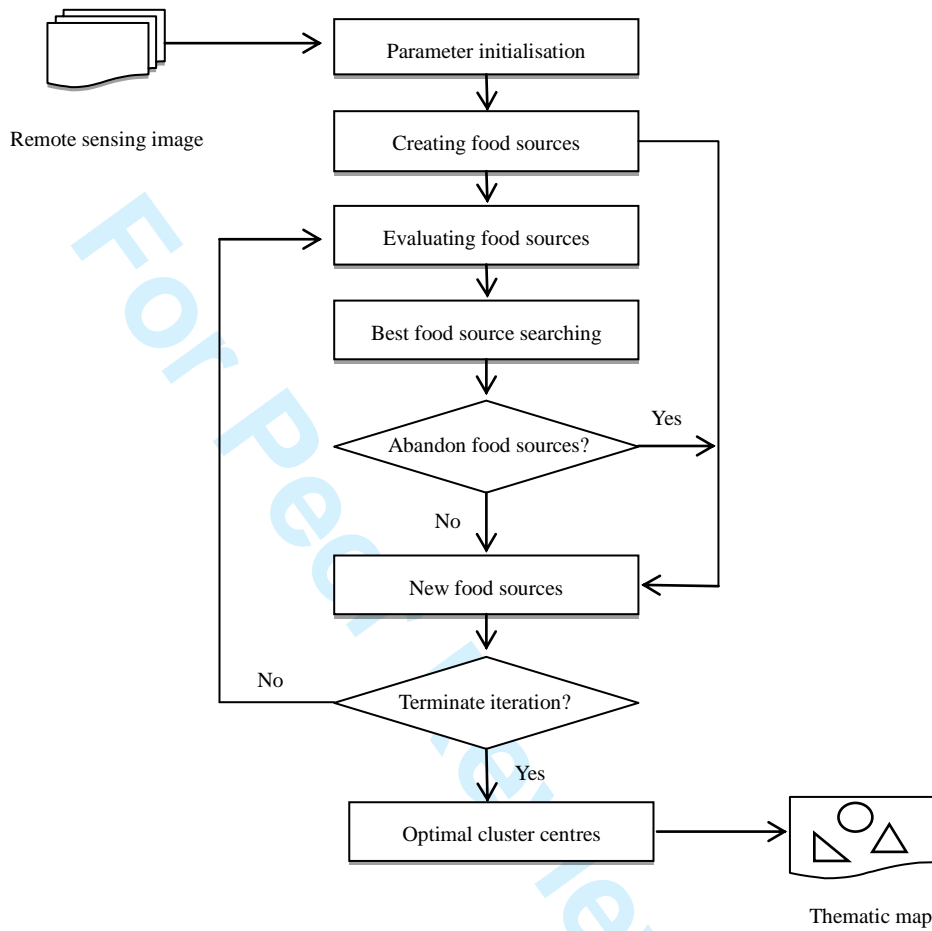 Parameter initialisation
Remote sensing image
Creating food sources
Evaluating food sources
Best food source searching
Abandon food sources?
Yes
No
New food sources
Terminate iteration?
No
Yes
Optimal cluster centres
Thematic map
For Peer Review